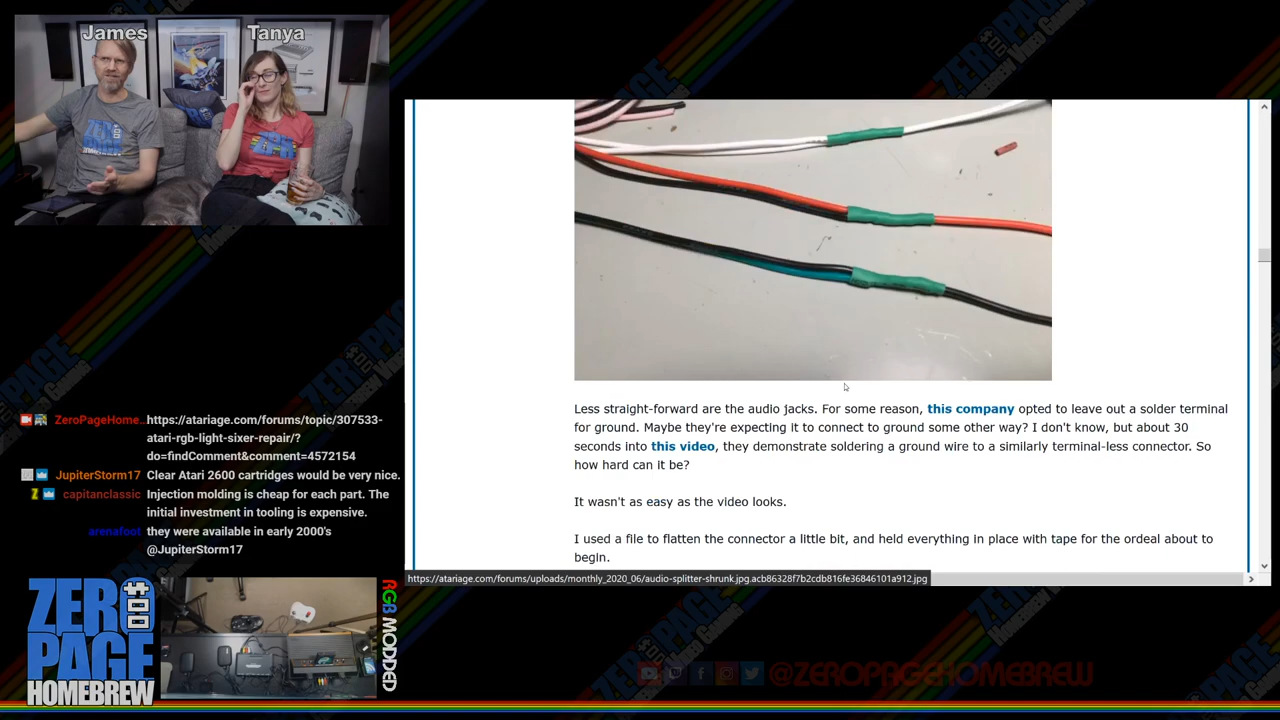 James
Tanya
Less straight-forward are the audio jacks. For some reason, this company opted to leave out a solder terminal
for ground. Maybe they're expecting it to connect to ground some other way? I don't know, but about 30
seconds into this video, they demonstrate soldering a ground wire to a similarly terminal-less connector. So
how hard can it be?
It wasn't as easy as the video looks.
I used a file to flatten the connector a little bit, and held everything in place with tape for the ordeal about to
begin.
https://atariage.com/forums/uploads/monthly_2020_06/audio-splitter-shrunk.jpg.acb86328f7b2cdb816fe36846101a912.jpg
ZeroPageHome… https://atariage.com/forums/topic/307533-
atari-rgb-light-sixer-repair/?
do=findComment&comment=4572154
JupiterStorm17 Clear Atari 2600 cartridges would be very nice.
capitanclassic Injection molding is cheap for each part. The
initial investment in tooling is expensive.
arenafoot they were available in early 2000's
@JupiterStorm17
ZERO
PAGE
HOMEBREW
RGB MODDED
@ZEROPAGEHOMEBREW